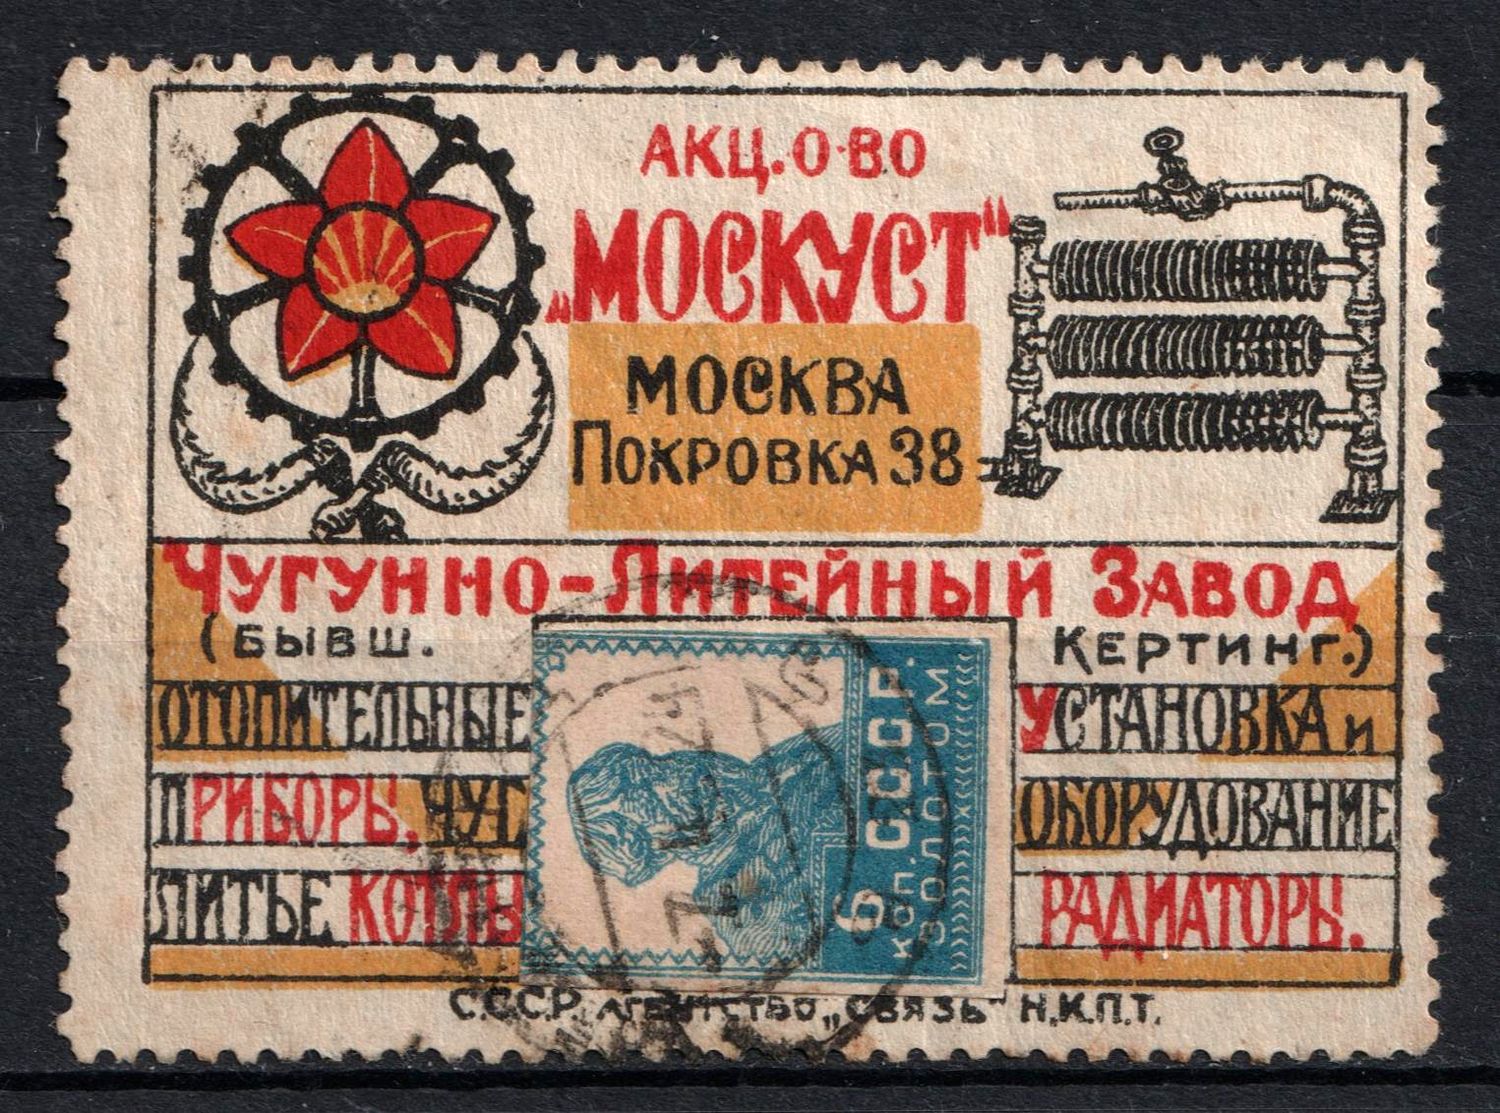 АКЦ. О-ВО
„МОСКУСТ"
МОСКВА
ПОКРОВКА 38
ЧУГУННО-ЛИТЕЙНЫЙ ЗАВОД
(БЫВШ. КЕРТИНГ.)
ОТОПИТЕЛЬНЫЕ УСТАНОВКА И
ПРИБОРЫ, ЧУГ. ОБОРУДОВАНИЕ
ЛИТЬЕ КОТЛЫ РАДИАТОРЫ.
6 С.С.С.Р.
КОП. ЗОЛОТОМ.
С.С.С.Р. АГЕНТСТВО „СВЯЗЬ" Н.К.П.Т.